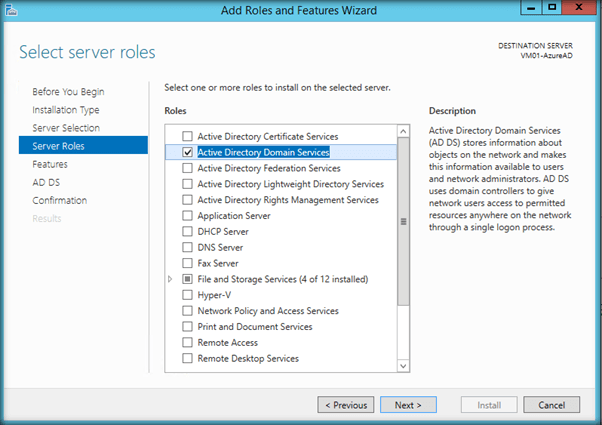 Add Roles and Features Wizard
Select server roles
DESTINATION SERVER
VM01-AzureAD
Before You Begin
Installation Type
Server Selection
Server Roles
Features
AD DS
Confirmation
Results
Select one or more roles to install on the selected server.
Roles
Active Directory Certificate Services
Active Directory Domain Services
Active Directory Federation Services
Active Directory Lightweight Directory Services
Active Directory Rights Management Services
Application Server
DHCP Server
DNS Server
Fax Server
File and Storage Services (4 of 12 installed)
Hyper-V
Network Policy and Access Services
Print and Document Services
Remote Access
Remote Desktop Services
Description
Active Directory Domain Services
(AD DS) stores information about
objects on the network and makes
this information available to users
and network administrators. AD DS
uses domain controllers to give
network users access to permitted
resources anywhere on the network
through a single logon process.
< Previous
Next >
Install
Cancel